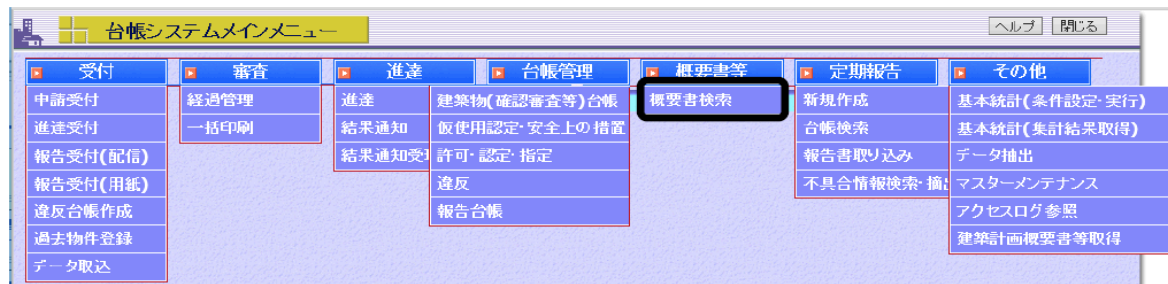 台帳システムメインメニュー
ヘルプ 閉じる
受付 審査 進達 台帳管理 概要書等 定期報告 その他
申請受付 経過管理 進達 建築物(確認審査等)台帳 概要書検索 新規作成 基本統計(条件設定・実行)
進達受付 一括印刷 結果通知 仮使用認定・安全上の措置 台帳検索 基本統計(集計結果取得)
報告受付(配信) 結果通知受 許可・認定・指定 報告書取り込み データ抽出
報告受付(用紙) 違反 不具合情報検索・摘 マスターメンテナンス
違反台帳作成 報告台帳 アクセスログ参照
過去物件登録 建築計画概要書等取得
データ取込